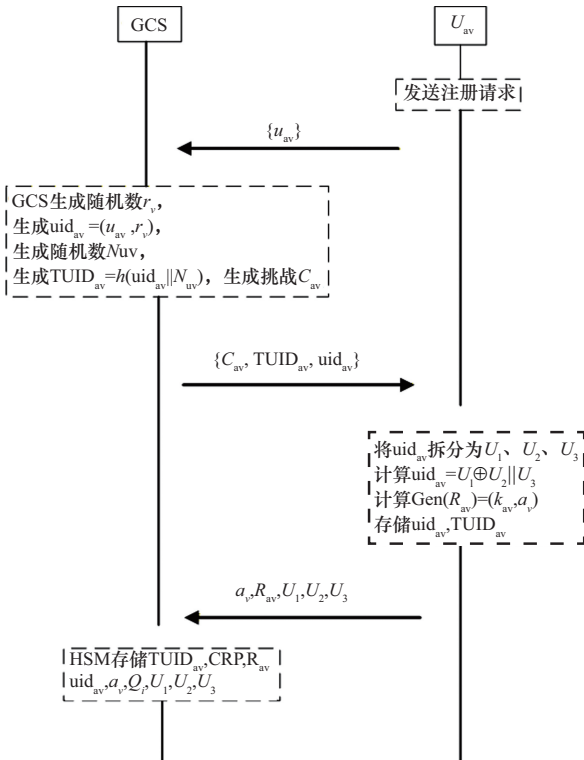 GCS
U_av
发送注册请求
{u_av}
GCS生成随机数r_v,
生成uid_av=(u_av,r_v),
生成随机数Nuv,
生成TUID_av=h(uid_av||N_uv), 生成挑战C_av
{C_av, TUID_av, uid_av}
将uid_av拆分为U_1、U_2、U_3
计算uid_av=U_1⊕U_2||U_3
计算Gen(R_av)=(k_av,a_v)
存储uid_av,TUID_av
a_v,R_av,U_1,U_2,U_3
HSM存储TUID_av,CRP,R_av
uid_av,a_v,Q_i,U_1,U_2,U_3